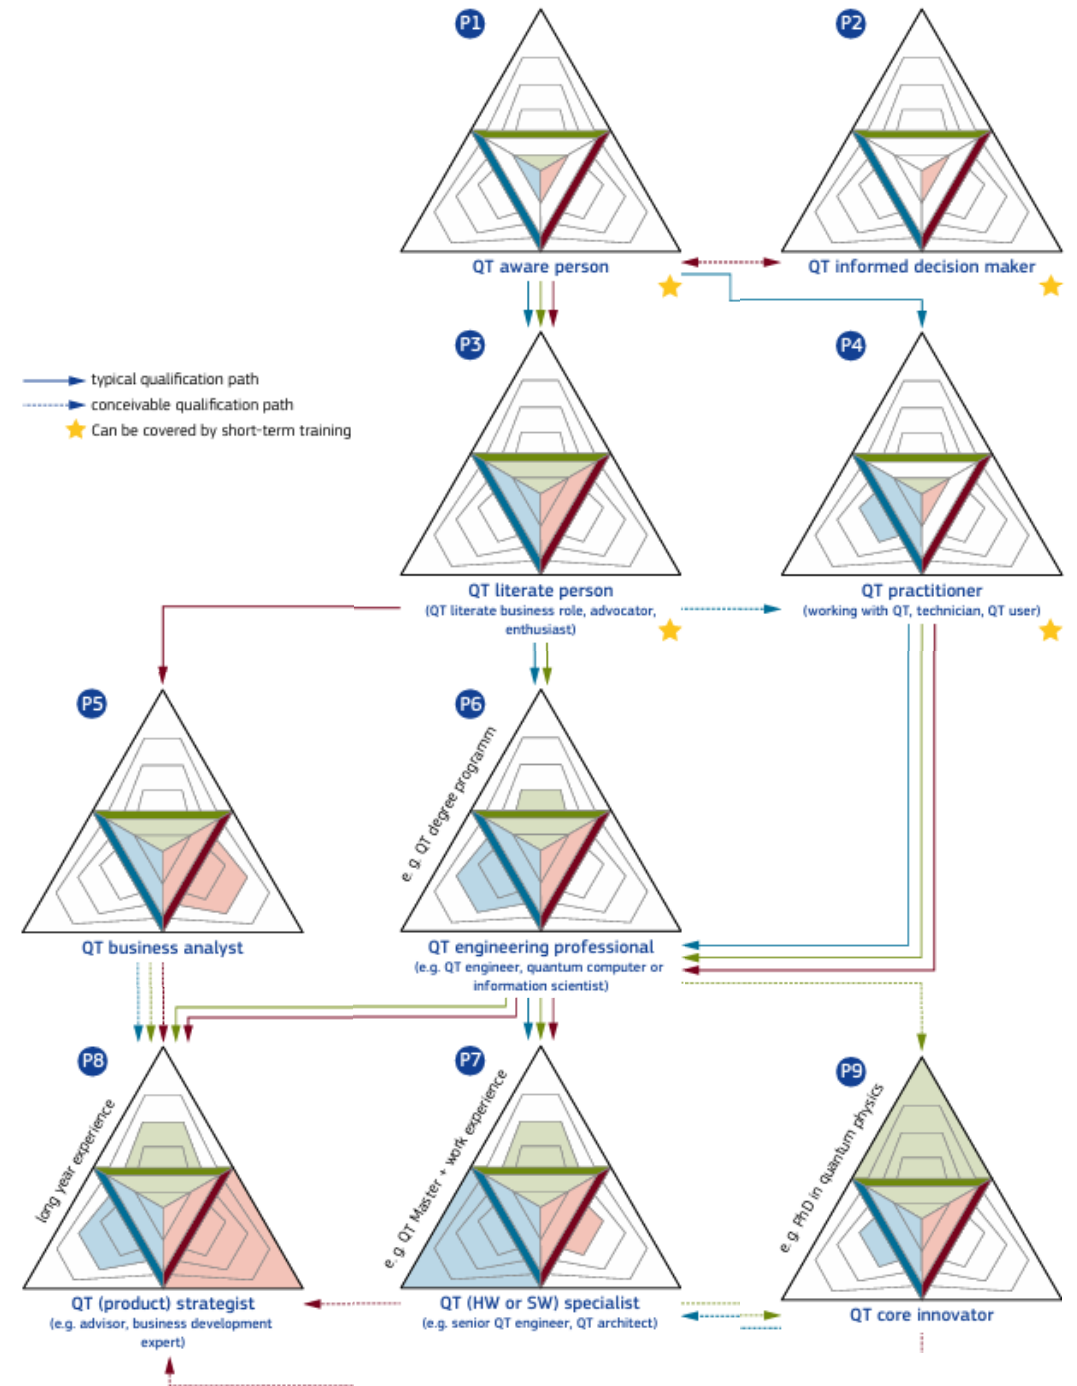 P1
P2
QT aware person
QT informed decision maker
P3
P4
typical qualification path
conceivable qualification path
Can be covered by short-term training
QT literate person
(QT literate business role, advocator,
enthusiast)
QT practitioner
(working with QT, technician, QT user)
P5
P6
e. g. QT degree programm
QT business analyst
QT engineering professional
(e.g. QT engineer, quantum computer or
information scientist)
P8
P7
P9
long year experience
e. g. QT Master + work experience
e. g. PhD in quantum physics
QT (product) strategist
(e.g. advisor, business development
expert)
QT (HW or SW) specialist
(e.g. senior QT engineer, QT architect)
QT core innovator